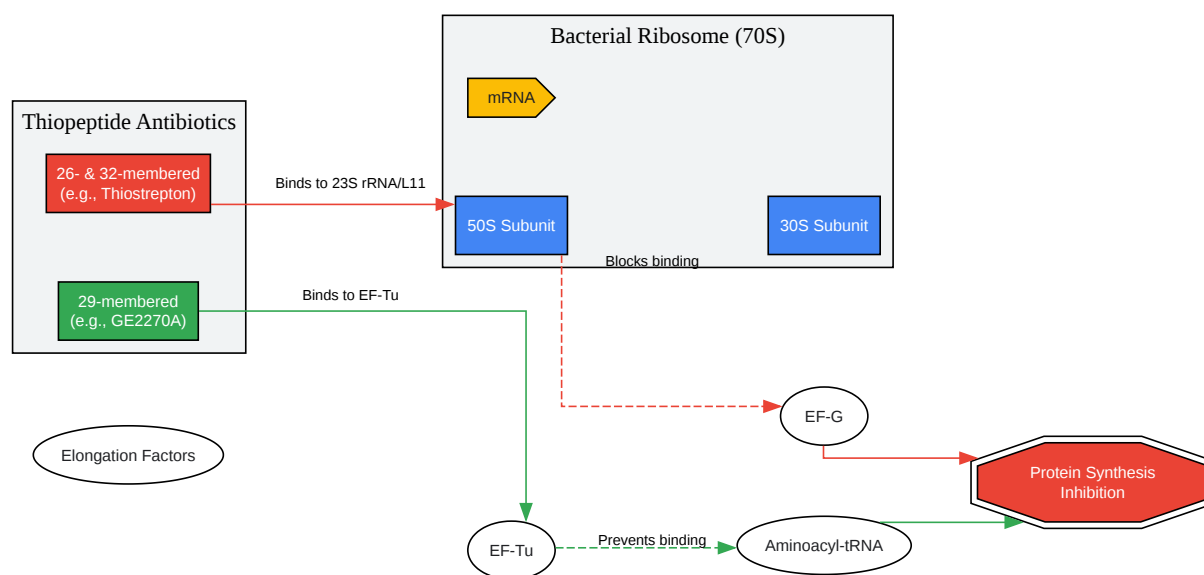 Bacterial Ribosome (70S)
mRNA
Thiopeptide Antibiotics
26- & 32-membered
(e.g., Thiostrepton)
Binds to 23S rRNA/L11
50S Subunit
30S Subunit
Blocks binding
29-membered
(e.g., GE2270A)
Binds to EF-Tu
EF-G
Elongation Factors
Protein Synthesis
Inhibition
EF-Tu
Prevents binding
Aminoacyl-tRNA